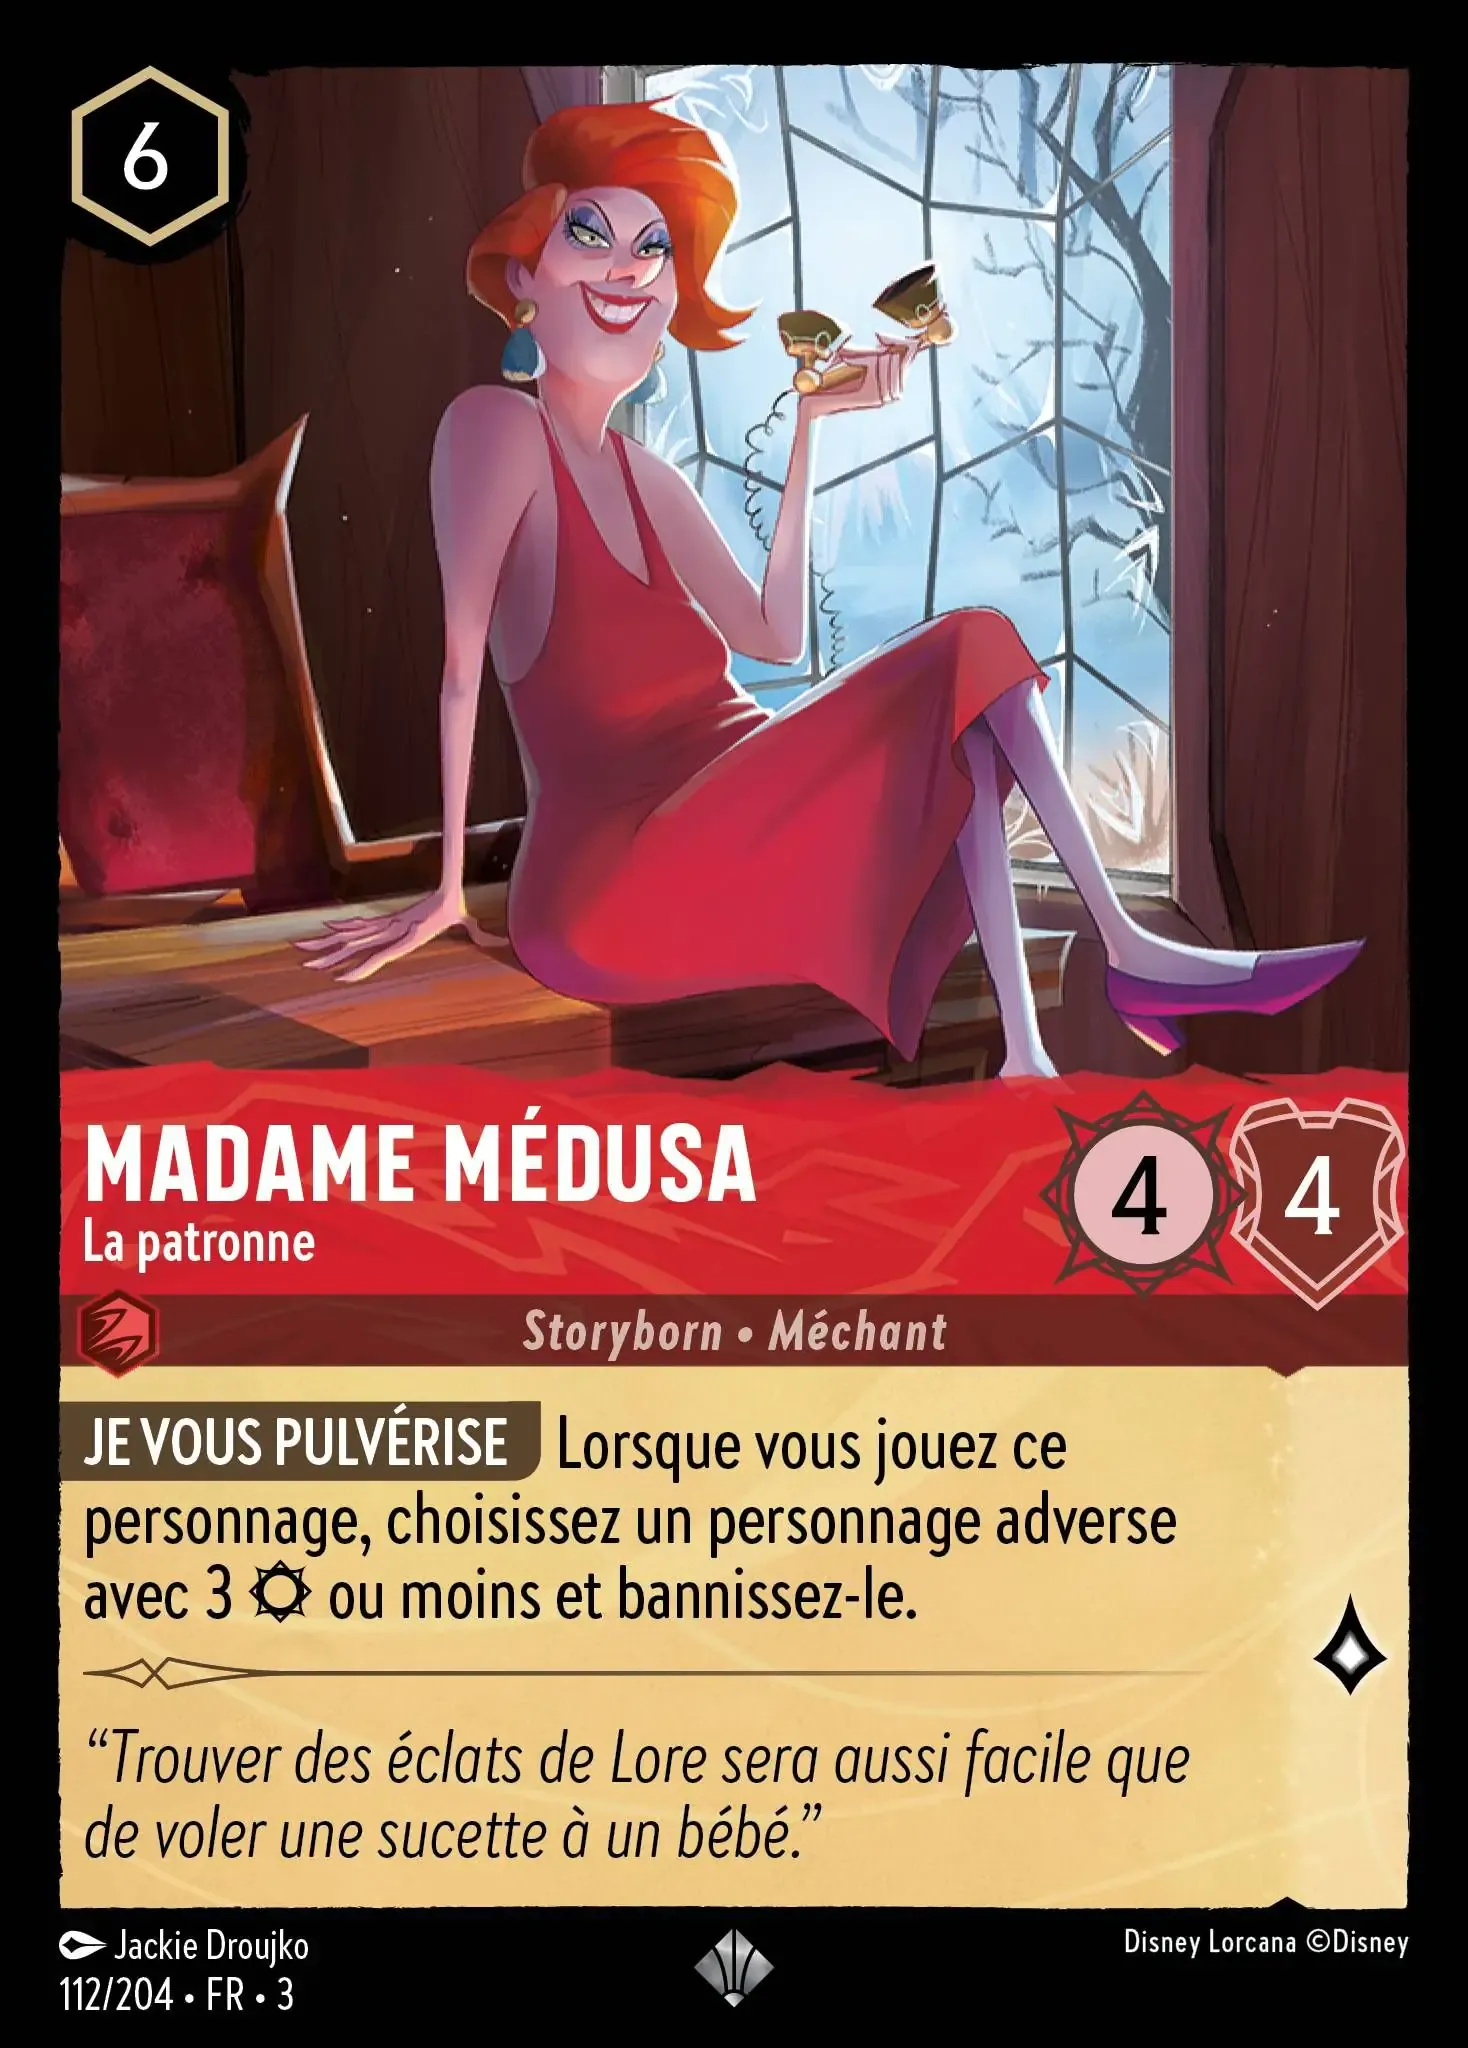 6
MADAME MÉDUSA
La patronne
4
4
Storyborn • Méchant
JE VOUS PULVÉRISE Lorsque vous jouez ce
personnage, choisissez un personnage adverse
avec 3 ou moins et bannissez-le.
“Trouver des éclats de Lore sera aussi facile que
de voler une sucette à un bébé.”
Jackie Droujko
Disney Lorcana ©Disney
112/204 • FR • 3